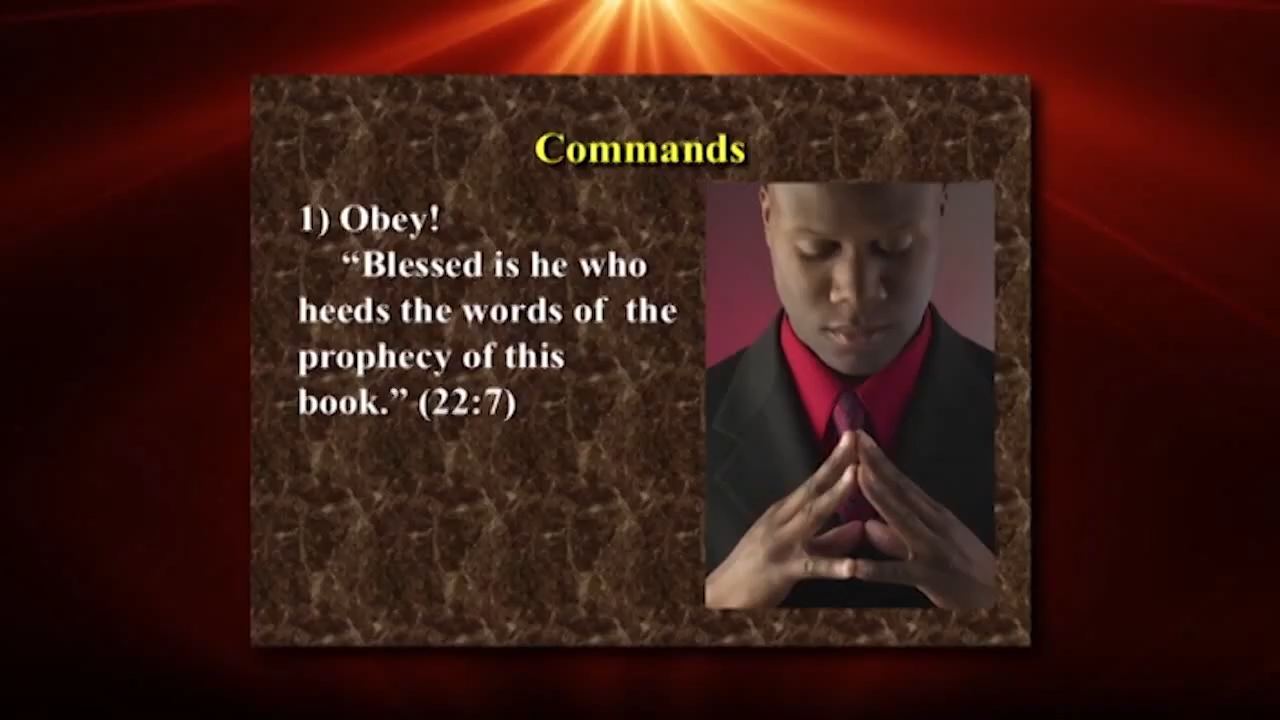 Commands
1) Obey!
“Blessed is he who
heeds the words of the
prophecy of this
book.” (22:7)